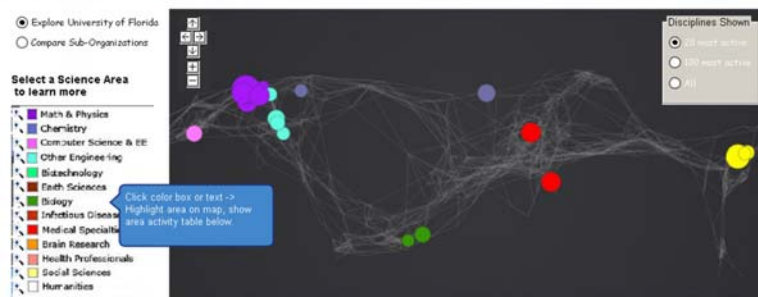 Explore University of Florida
Compare Sub-Organizations
Select a Science Area
to learn more
Math & Physics
Chemistry
Computer Science & EE
Other Engineering
Biotechnology
Earth Sciences
Biology
Infectious Disease
Medical Specialti
Brain Research
Health Professionals
Social Sciences
Humanities
Click color box or text ->
Highlight area on map, show
area activity table below.
Disciplines Shown
20 most active
100 most active
All